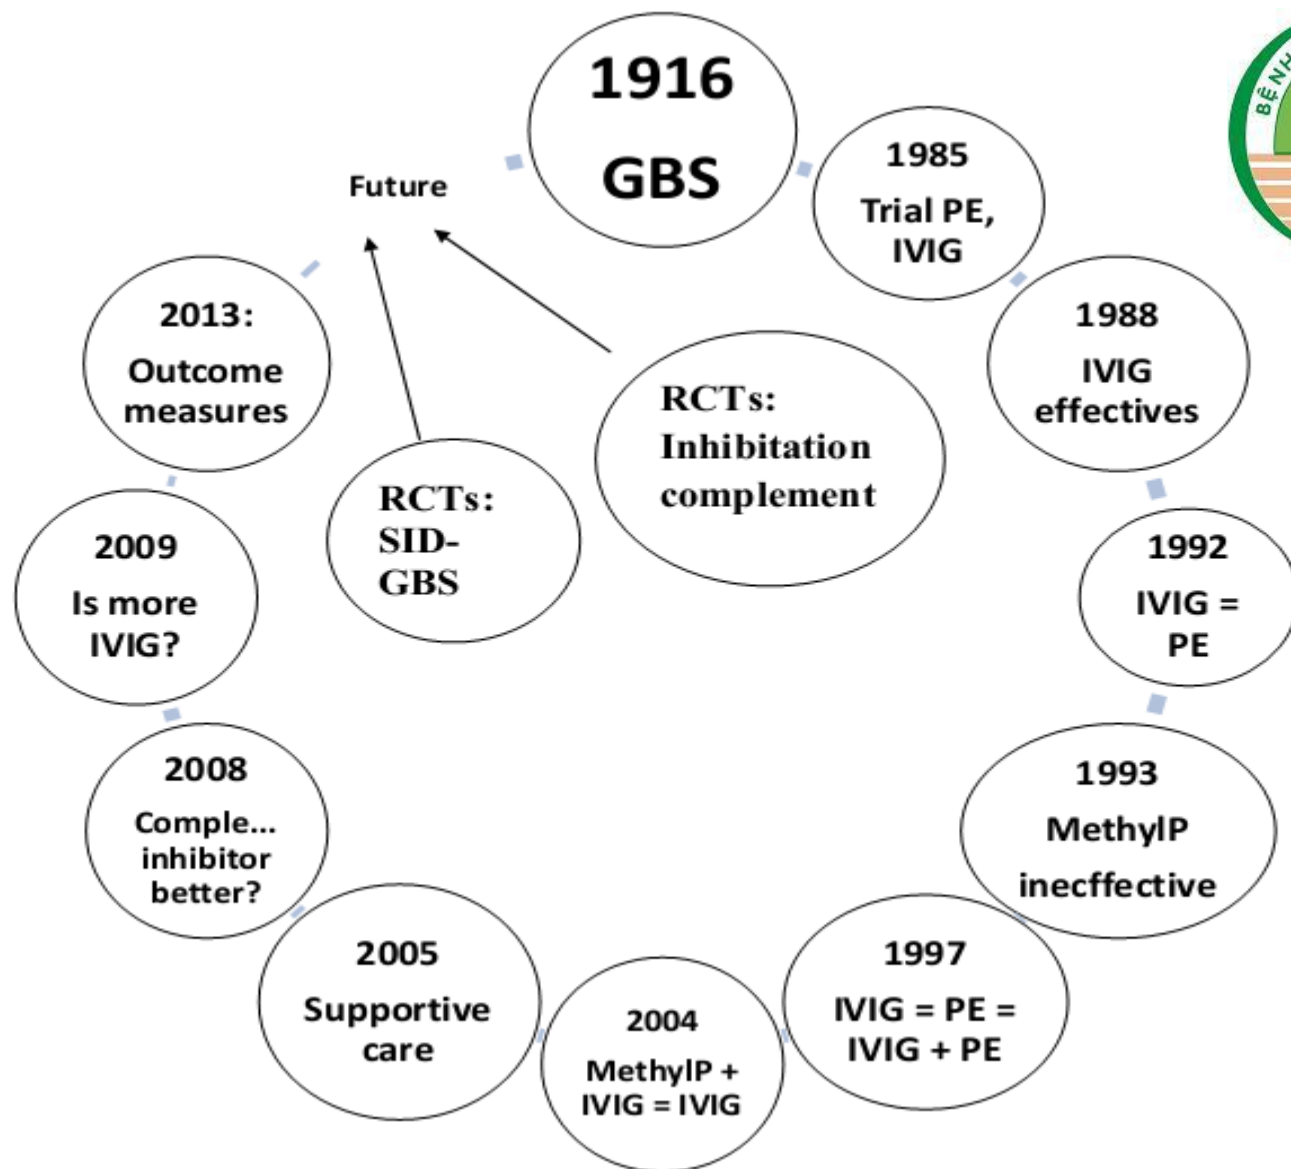 1916
GBS
1985
Trial PE,
IVIG
1988
IVIG
effectives
1992
IVIG =
PE
1993
MethylP
inecffective
1997
IVIG = PE =
IVIG + PE
2004
MethylP +
IVIG = IVIG
2005
Supportive
care
2008
Comple...
inhibitor
better?
2009
Is more
IVIG?
2013:
Outcome
measures
Future
RCTs:
SID-
GBS
RCTs:
Inhibitation
complement
BỆNH